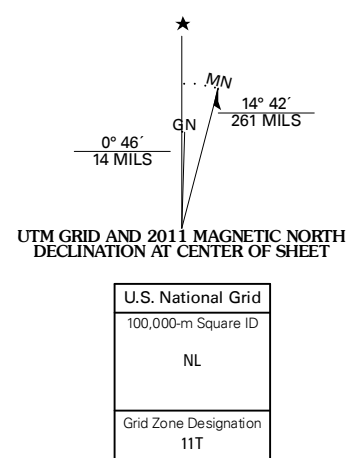 ★
MN
GN
14° 42´
261 MILS
0° 46´
14 MILS
UTM GRID AND 2011 MAGNETIC NORTH
DECLINATION AT CENTER OF SHEET
U.S. National Grid
100,000-m Square ID
NL
Grid Zone Designation
11T